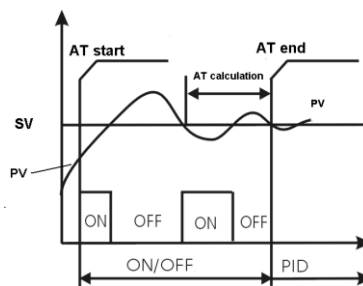 AT start
AT end
AT calculation
PV
SV
PV
ON
OFF
ON
OFF
ON/OFF
PID